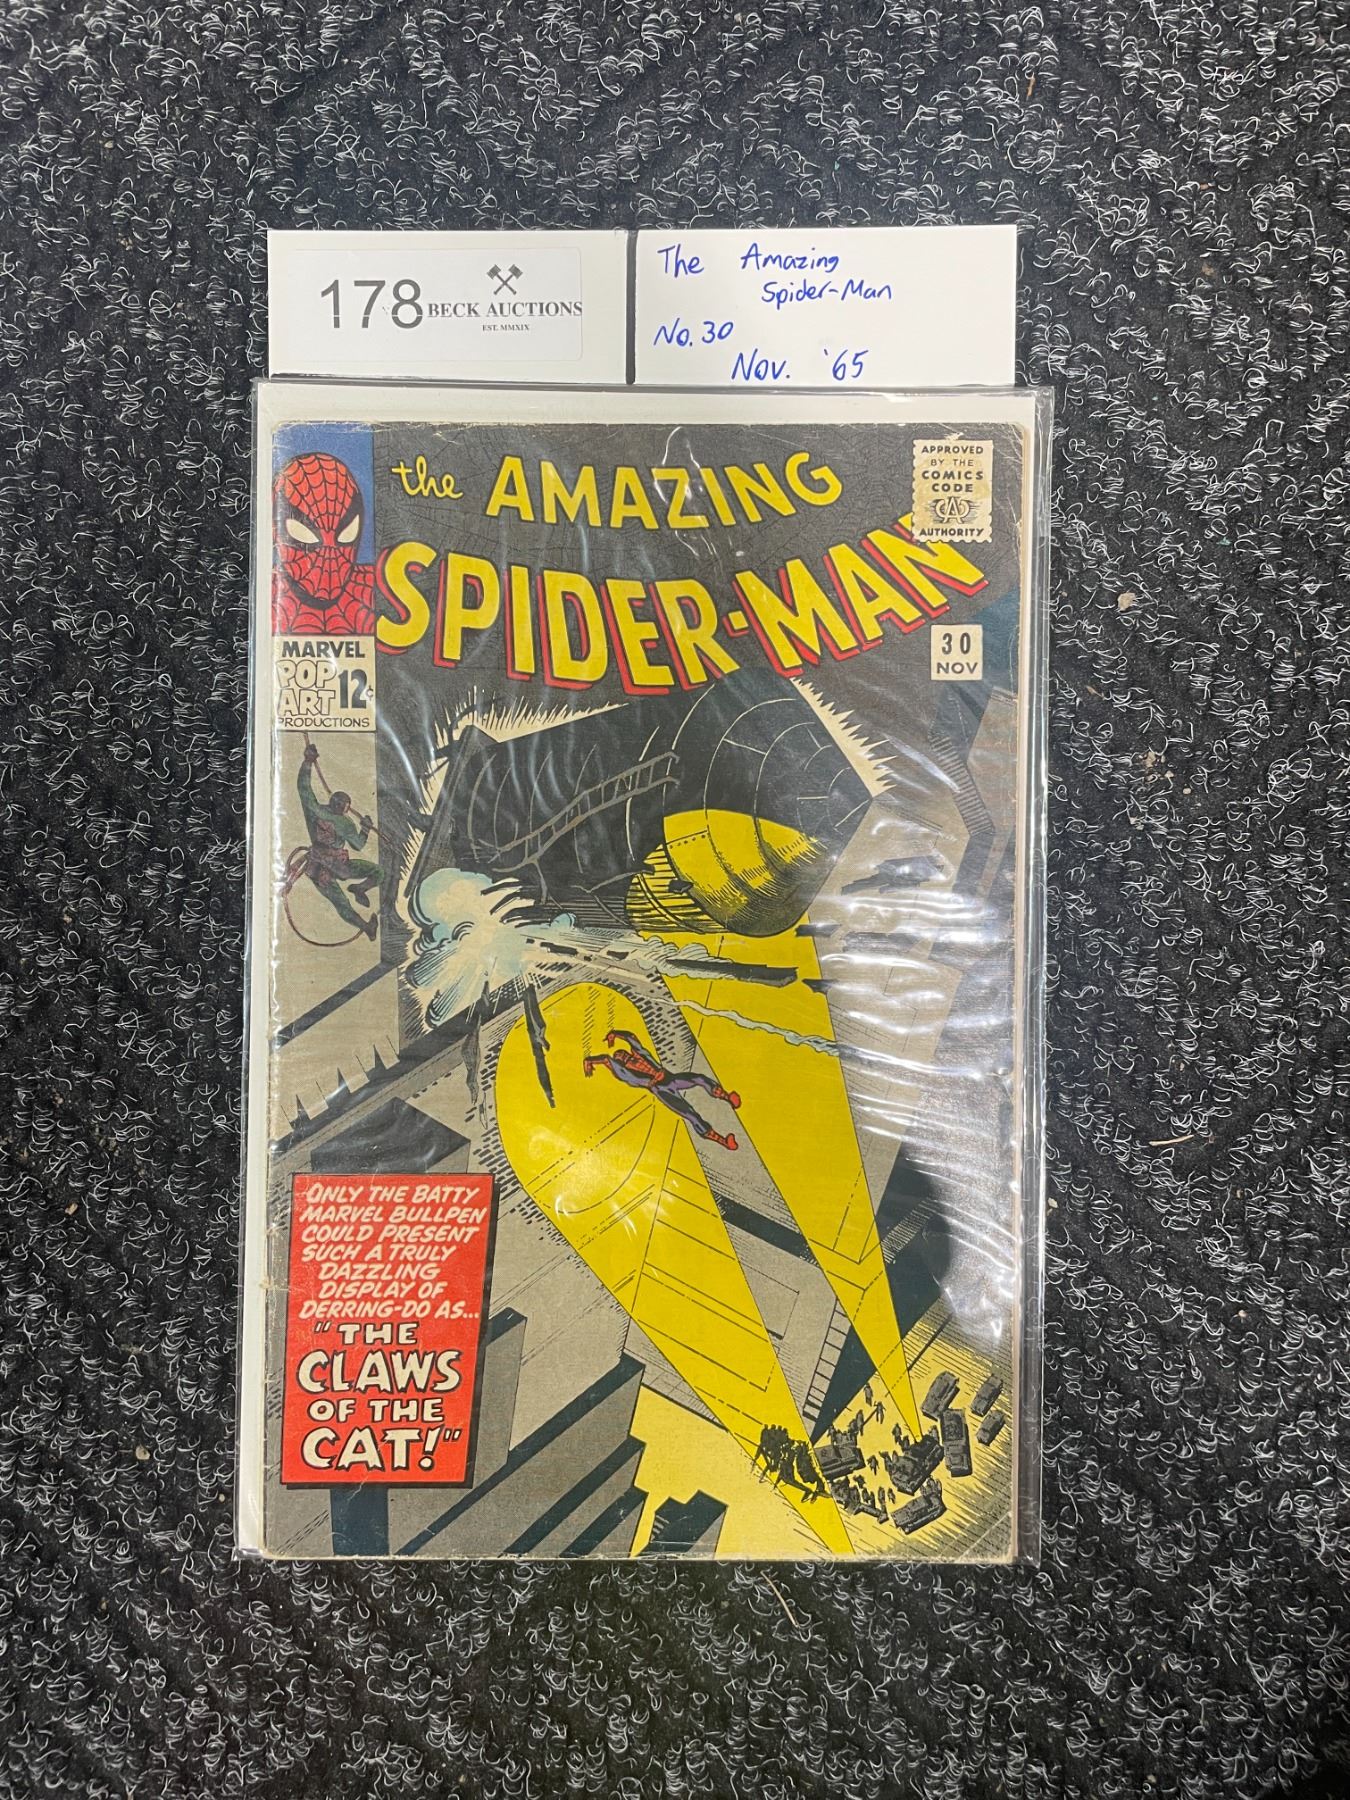 178
BECK AUCTIONS
EST. MMXIX
The Amazing
Spider-Man
No. 30
Nov. '65
the AMAZING
SPIDER-MAN
APPROVED
BY THE
COMICS
CODE
CA
AUTHORITY
30
NOV
MARVEL
POP
ART 12¢
PRODUCTIONS
ONLY THE BATTY
MARVEL BULLPEN
COULD PRESENT
SUCH A TRULY
DAZZLING
DISPLAY OF
DERRING-DO AS...
"THE
CLAWS
OF THE
CAT!"